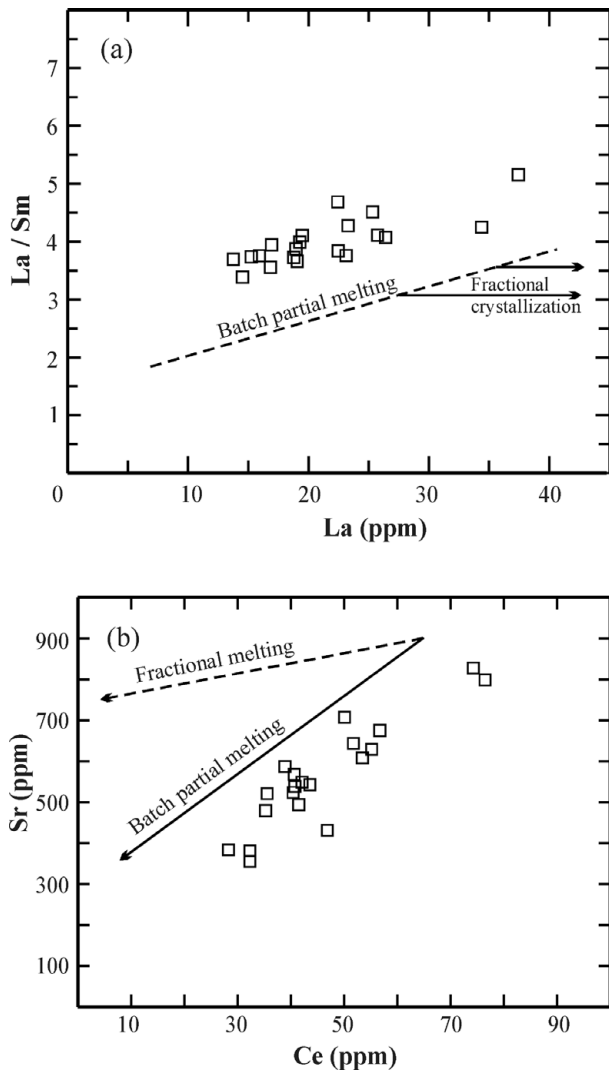 (a)
7
6
5
4
3
2
1
La / Sm
Batch partial melting
Fractional
crystallization
0
10
20
30
40
La (ppm)
(b)
900
700
500
300
100
Sr (ppm)
Fractional melting
Batch partial melting
10
30
50
70
90
Ce (ppm)